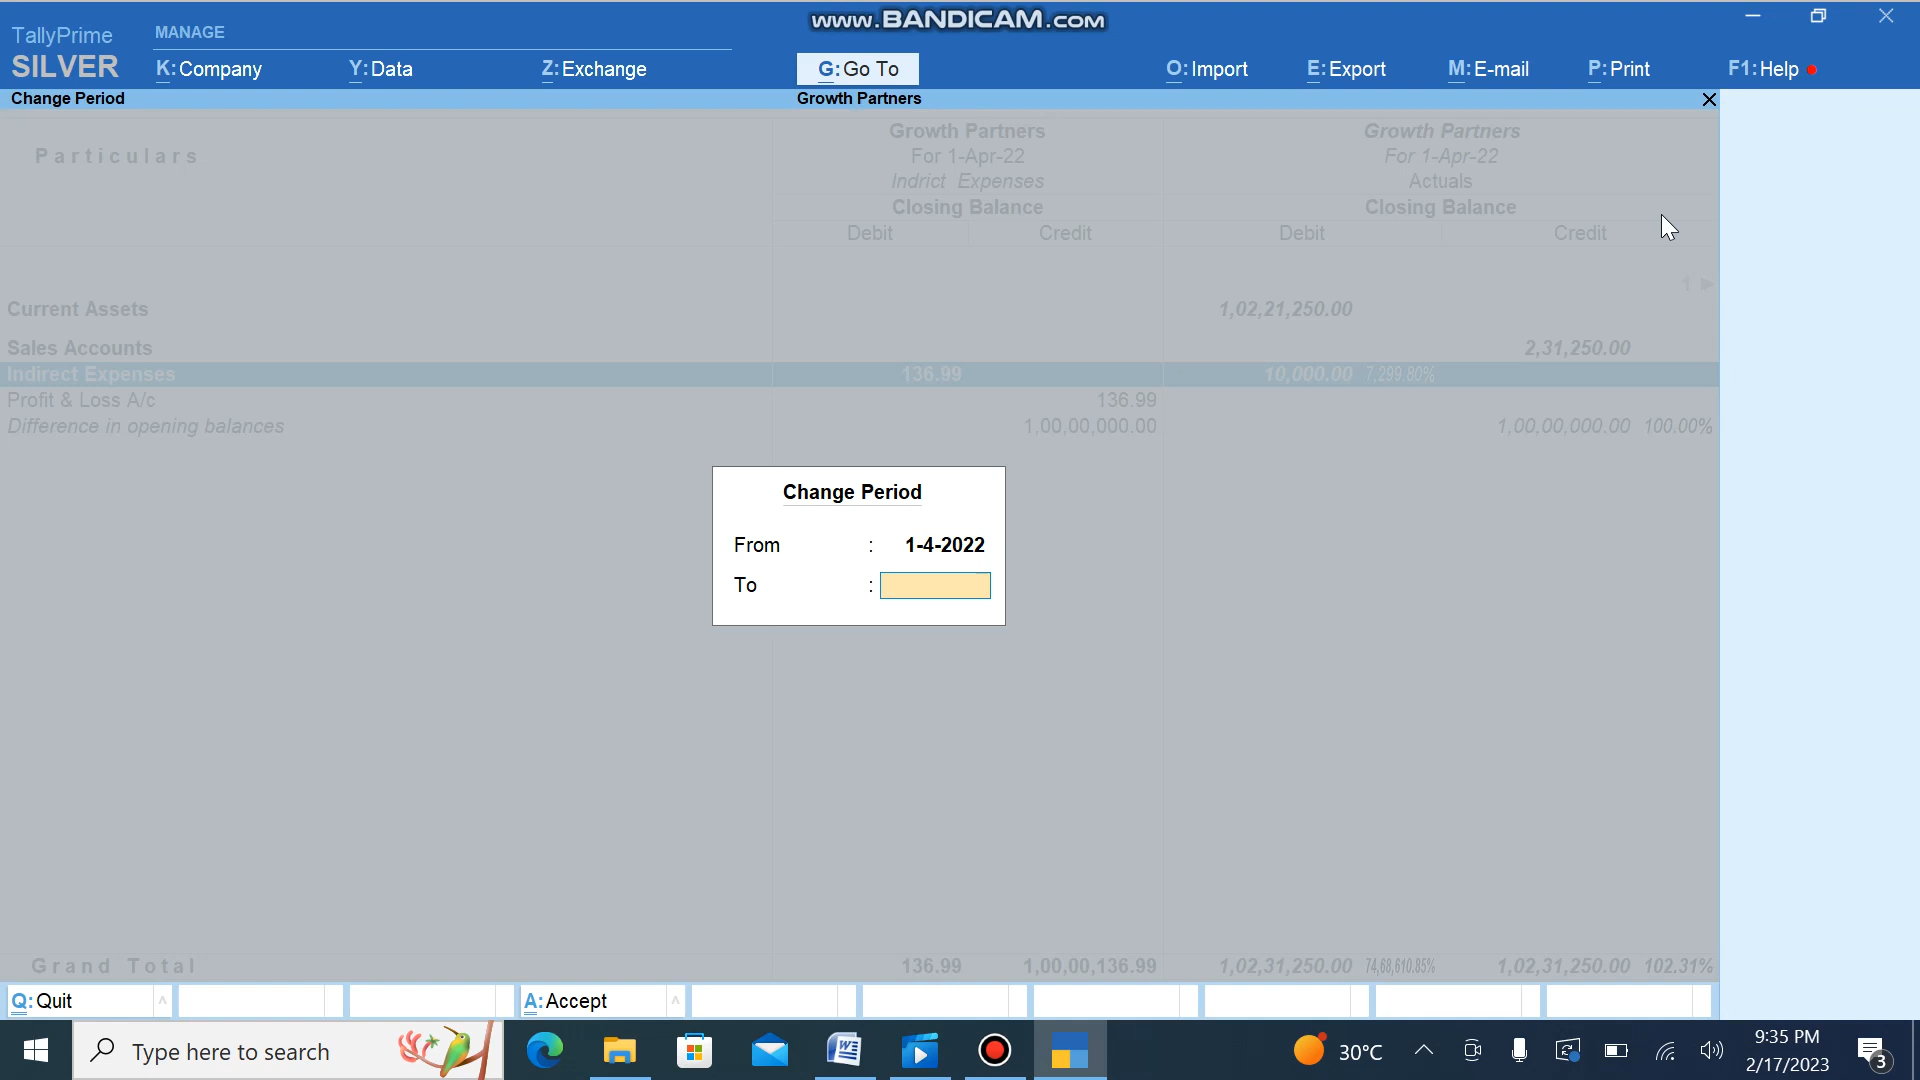 www.BANDICAM.com
TallyPrime
MANAGE
SILVER
K:Company
Y:Data
Z:Exchange
G:Go To
O:Import
E:Export
M:E-mail
P:Print
F1:Help
Change Period
Growth Partners
Particulars
Growth Partners
Growth Partners
For 1-Apr-22
For 1-Apr-22
Indrict Expenses
Actuals
Closing Balance
Closing Balance
Debit
Credit
Debit
Credit
1
Current Assets
1,02,21,250.00
Sales Accounts
2,31,250.00
Indirect Expenses
136.99
10,000.00 7,299.80%
Profit & Loss A/c
136.99
Difference in opening balances
1,00,00,000.00
1,00,00,000.00 100.00%
Change Period
From : 1-4-2022
To :
Grand Total
136.99
1,00,00,136.99
1,02,31,250.00 74,68,610.85%
1,02,31,250.00 102.31%
Q:Quit
A:Accept
Type here to search
30°C
9:35 PM
2/17/2023
3